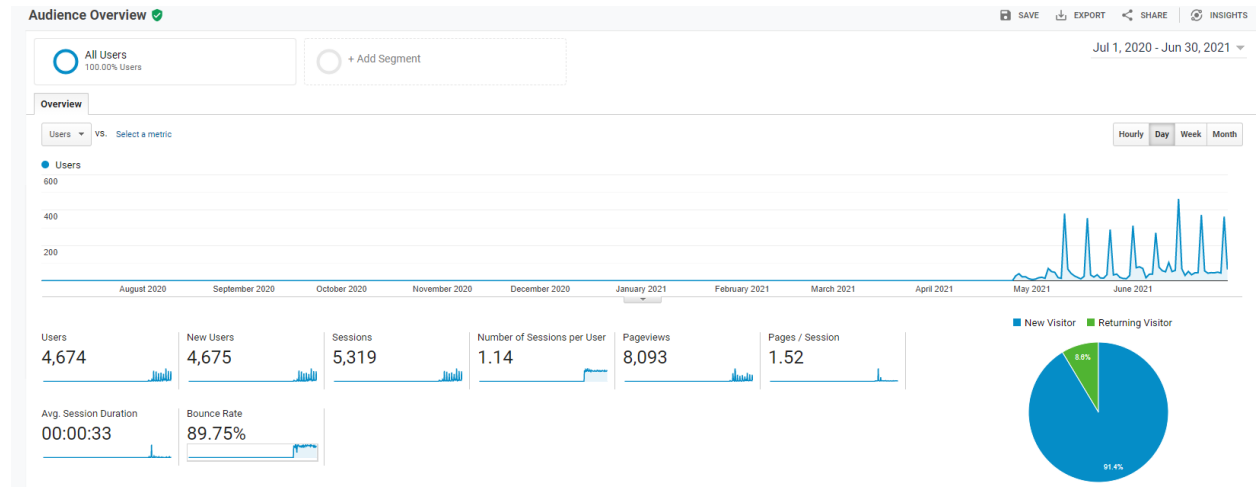 Audience Overview
SAVE EXPORT SHARE INSIGHTS
All Users
100.00% Users
+ Add Segment
Jul 1, 2020 - Jun 30, 2021
Overview
Users VS. Select a metric
Hourly Day Week Month
Users
600
400
200
August 2020 September 2020 October 2020 November 2020 December 2020 January 2021 February 2021 March 2021 April 2021 May 2021 June 2021
New Visitor Returning Visitor
Users
4,674
New Users
4,675
Sessions
5,319
Number of Sessions per User
1.14
Pageviews
8,093
Pages / Session
1.52
Avg. Session Duration
00:00:33
Bounce Rate
89.75%
8.6%
91.4%